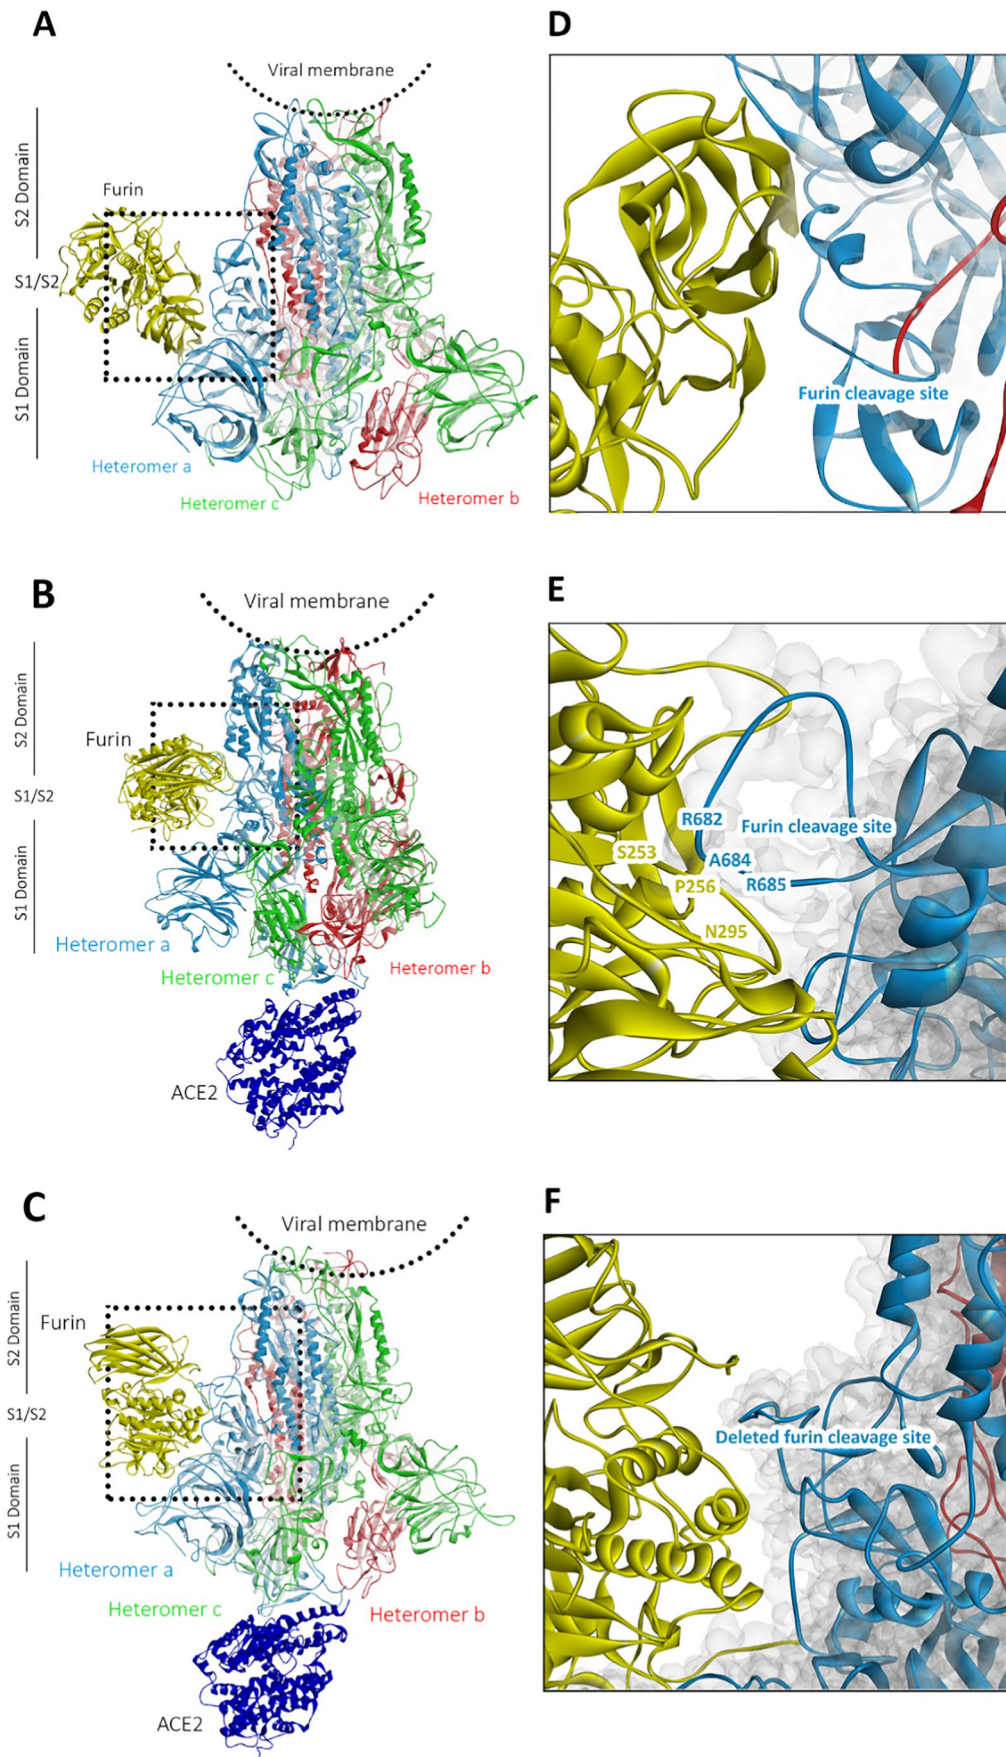 A
Viral membrane
S2 Domain
Furin
S1/S2
S1 Domain
Heteromer a
Heteromer c
Heteromer b
D
Furin cleavage site
B
Viral membrane
S2 Domain
Furin
S1/S2
S1 Domain
Heteromer a
Heteromer c
Heteromer b
ACE2
E
R682
Furin cleavage site
S253
A684
P256
R685
N295
C
Viral membrane
S2 Domain
Furin
S1/S2
S1 Domain
Heteromer a
Heteromer c
Heteromer b
ACE2
F
Deleted furin cleavage site